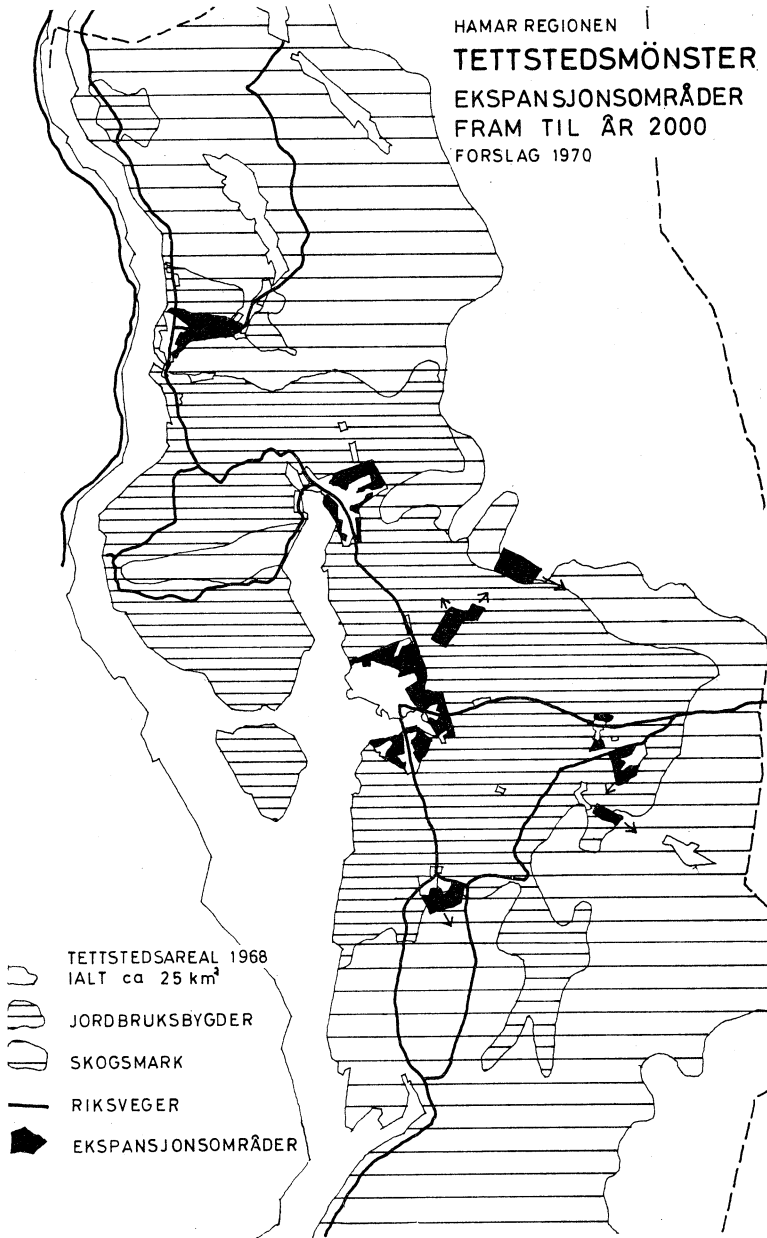 HAMAR REGIONEN
TETTSTEDSMÖNSTER
EKSPANSJONSOMRÅDER
FRAM TIL ÅR 2000
FORSLAG 1970
TETTSTEDSAREAL 1968
IALT ca 25 km²
JORDBRUKSBYGDER
SKOGSMARK
RIKSVEGER
EKSPANSJONSOMRÅDER